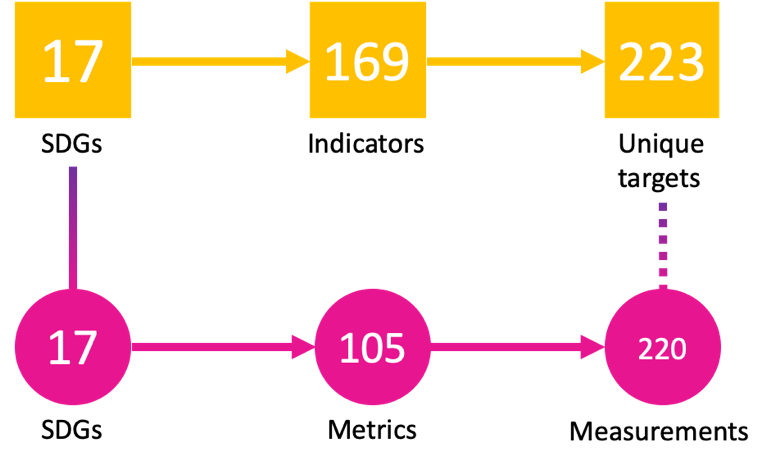 17
169
223
SDGs
Indicators
Unique
targets
17
105
220
SDGs
Metrics
Measurements